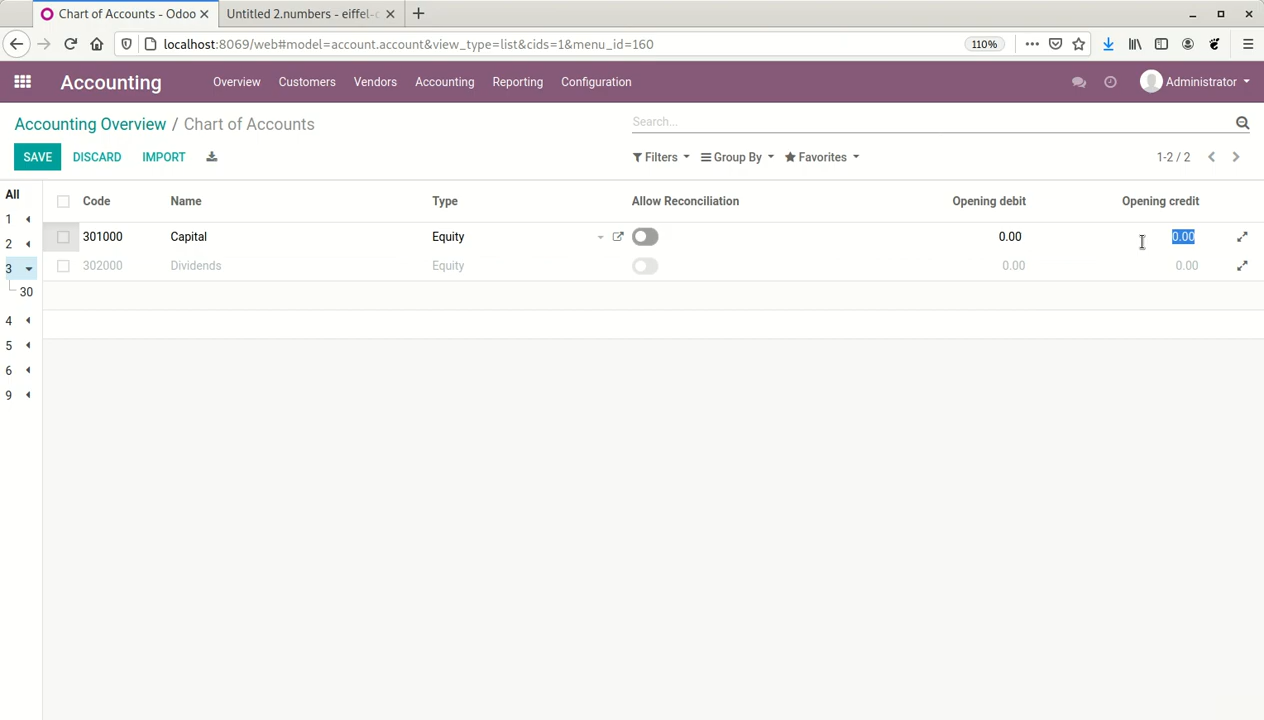 Chart of Accounts - Odoo
Untitled 2.numbers - eiffel-c
localhost:8069/web#model=account.account&view_type=list&cids=1&menu_id=160
110%
Accounting
Overview
Customers
Vendors
Accounting
Reporting
Configuration
Administrator
Accounting Overview / Chart of Accounts
Search...
SAVE
DISCARD
IMPORT
Filters
Group By
Favorites
1-2 / 2
All
1
2
3
30
4
5
6
9
Code Name Type Allow Reconciliation Opening debit Opening credit
301000 Capital Equity 0.00 0.00
302000 Dividends Equity 0.00 0.00